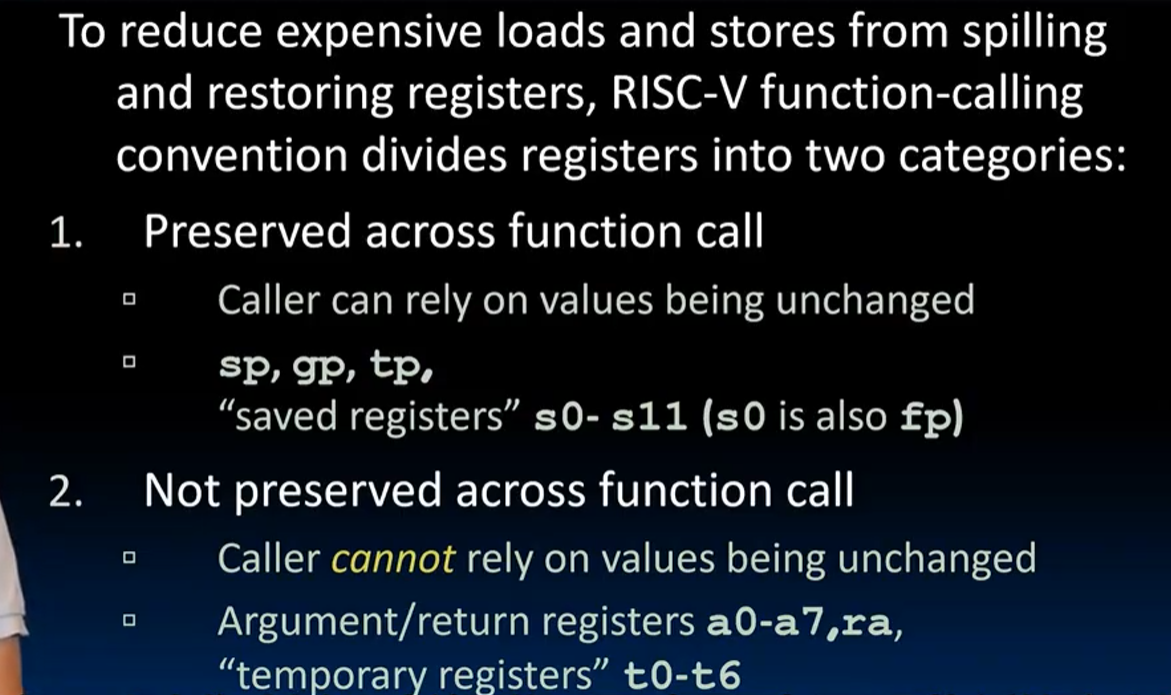 To reduce expensive loads and stores from spilling
and restoring registers, RISC-V function-calling
convention divides registers into two categories:
1. Preserved across function call
▫ Caller can rely on values being unchanged
▫ sp, gp, tp,
“saved registers” s0- s11 (s0 is also fp)
2. Not preserved across function call
▫ Caller cannot rely on values being unchanged
▫ Argument/return registers a0-a7,ra,
“temporary registers” t0-t6